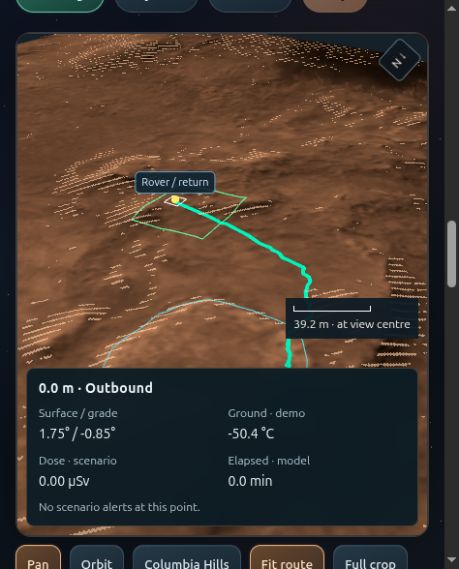 N
Rover / return
39.2 m · at view centre
0.0 m · Outbound
Surface / grade
Ground · demo
1.75° / -0.85°
-50.4 °C
Dose · scenario
Elapsed · model
0.00 µSv
0.0 min
No scenario alerts at this point.
Pan
Orbit
Columbia Hills
Fit route
Full crop